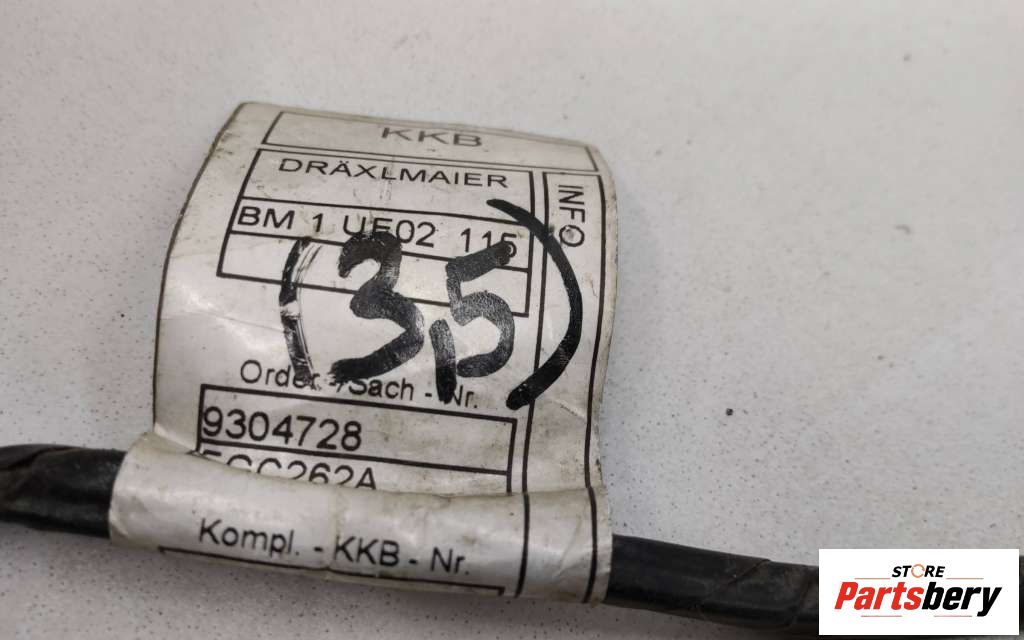 KKB
DRÄXLMAIER
INFO
BM 1 UE02 115
(3,5)
Order. -/Sach - Nr.
9304728
Kompl. - KKB - Nr.
STORE
Partsbery